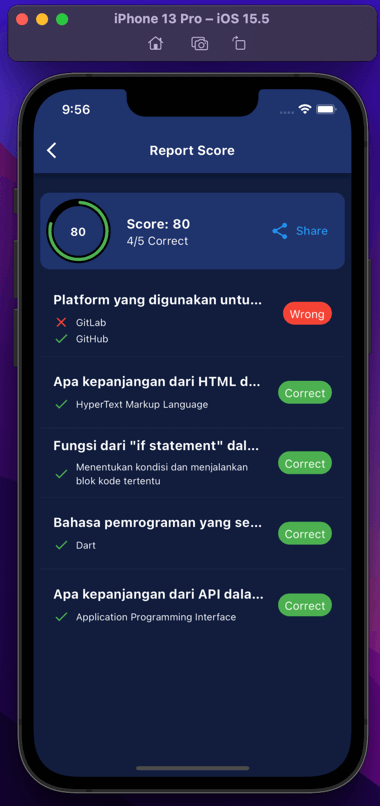 iPhone 13 Pro – iOS 15.5
9:56
Report Score
80
Score: 80
4/5 Correct
Share
Platform yang digunakan untu...
Wrong
GitLab
GitHub
Apa kepanjangan dari HTML d...
Correct
HyperText Markup Language
Fungsi dari "if statement" dal...
Correct
Menentukan kondisi dan menjalankan
blok kode tertentu
Bahasa pemrograman yang se...
Correct
Dart
Apa kepanjangan dari API dala...
Correct
Application Programming Interface